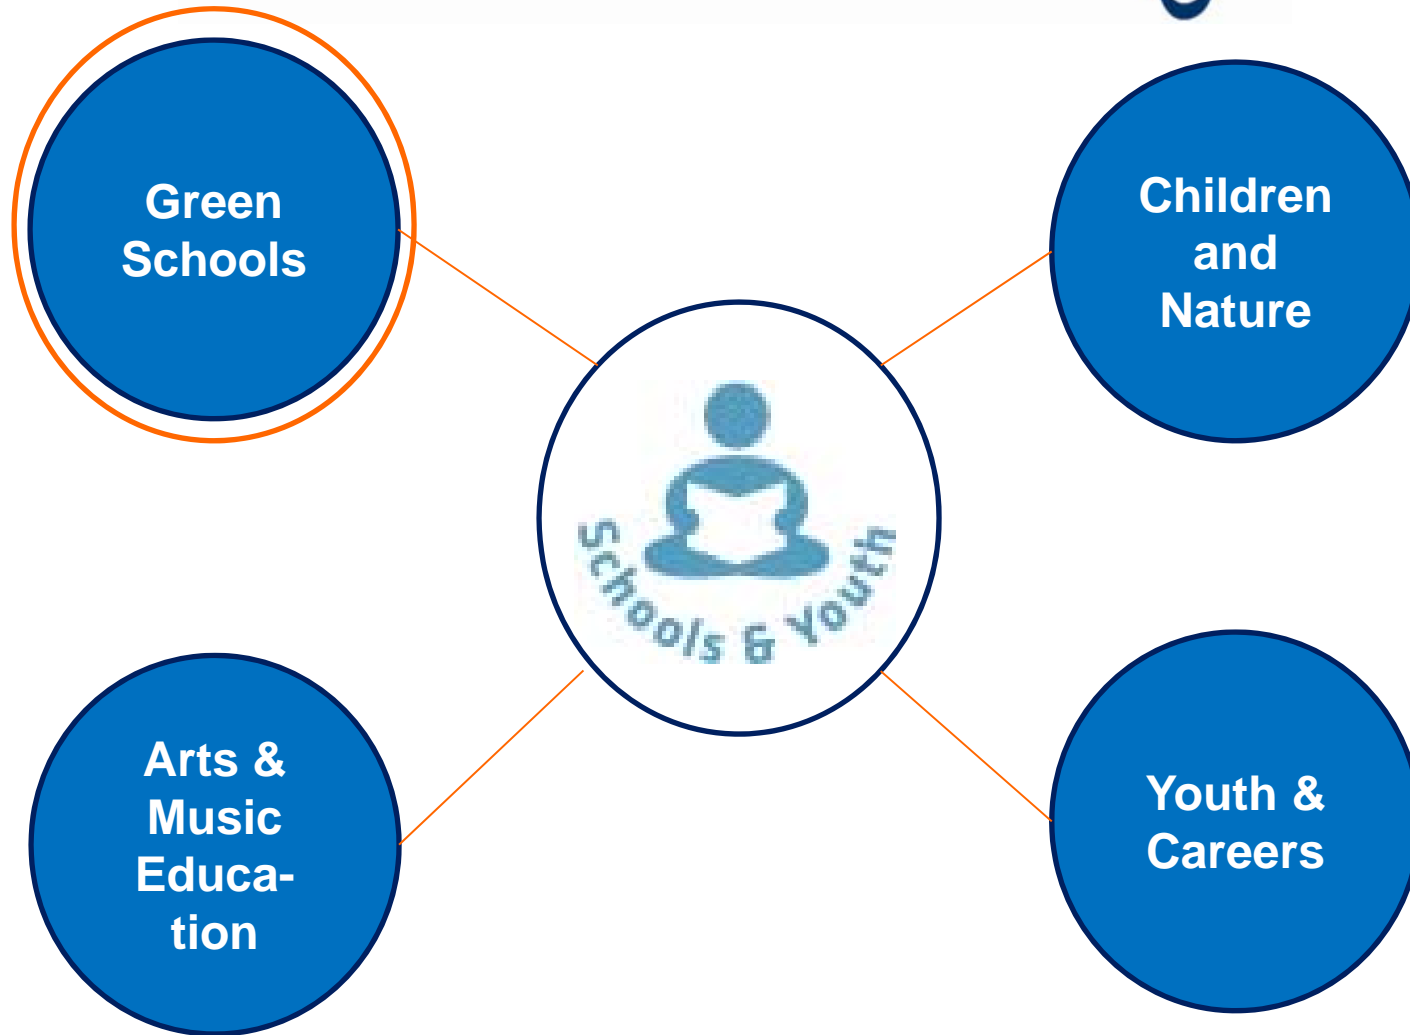 Green
Schools
Children
and
Nature
Schools & Youth
Arts &
Music
Educa-
tion
Youth &
Careers